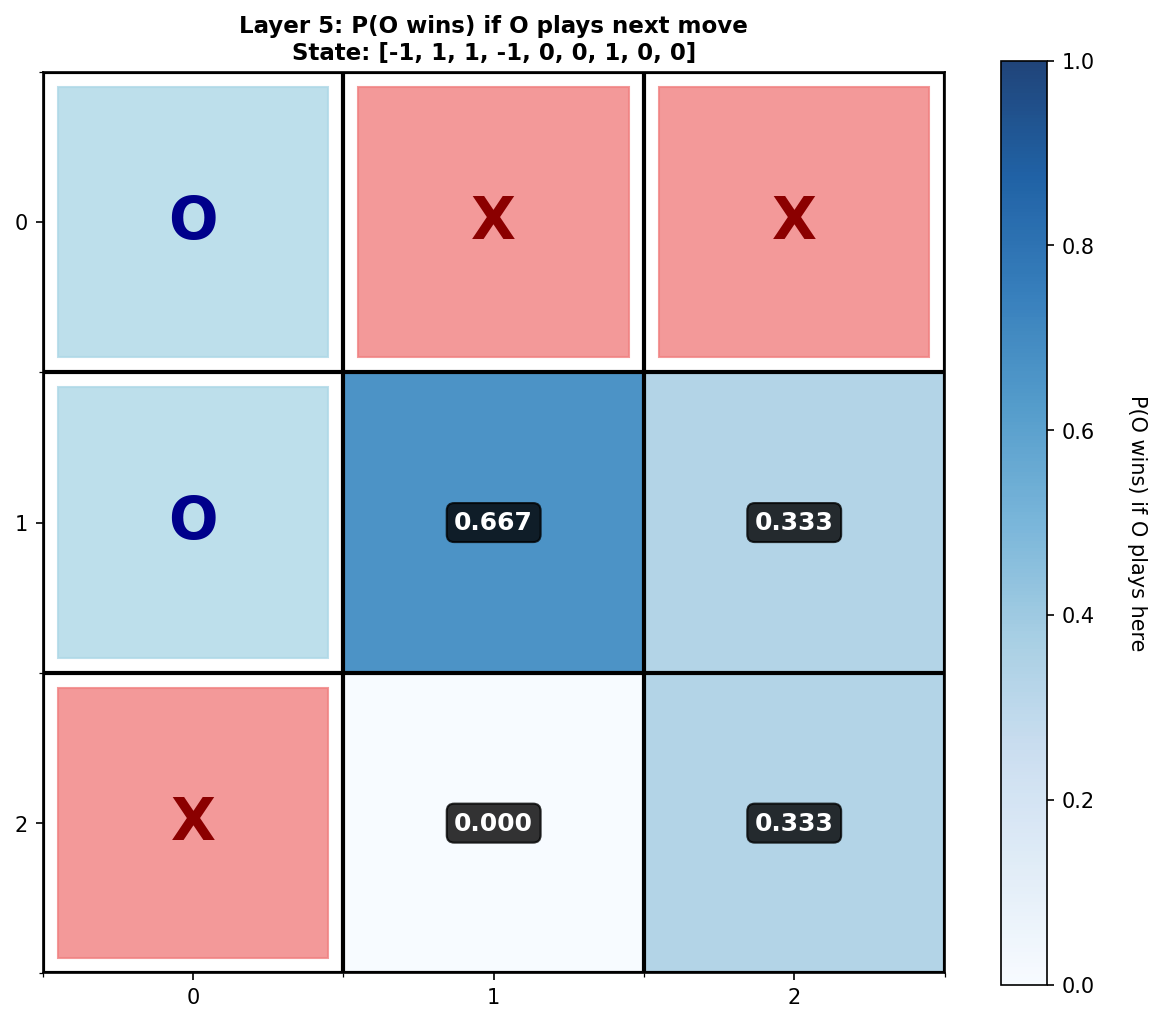 Layer 5: P(O wins) if O plays next move
State: [-1, 1, 1, -1, 0, 0, 1, 0, 0]
O
X
X
O
0.667
0.333
X
0.000
0.333
0
1
2
0
1
2
1.0
0.8
0.6
0.4
0.2
0.0
P(O wins) if O plays here